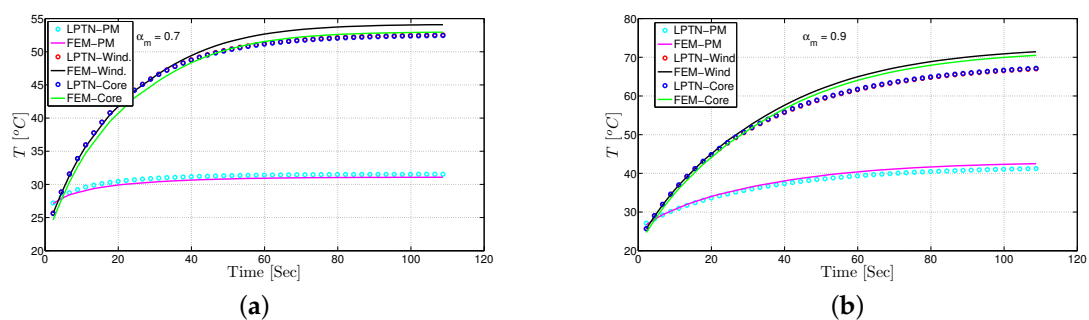 LPTN-PM
FEM-PM
LPTN-Wind.
FEM-Wind.
LPTN-Core
FEM-Core
α_m = 0.7
55
50
45
40
35
30
25
20
T [°C]
0 20 40 60 80 100 120
Time [Sec]
(a)
LPTN-PM
FEM-PM
LPTN-Wind
FEM-Wind
LPTN-Core
FEM-Core
α_m = 0.9
90
80
70
60
50
40
30
20
T [°C]
0 20 40 60 80 100 120
Time [Sec]
(b)